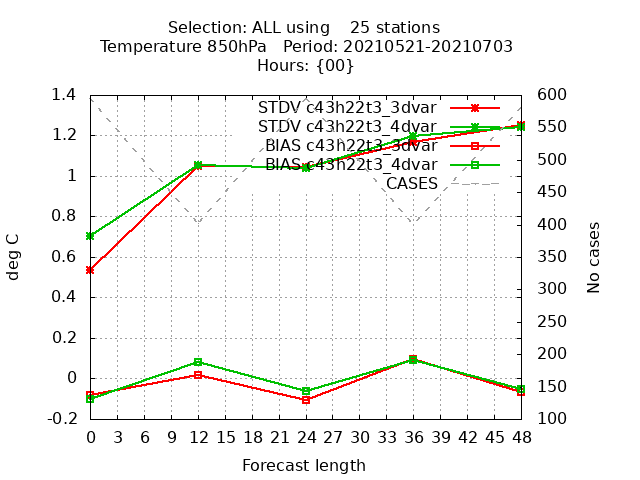 Selection: ALL using    25 stations
Temperature 850hPa   Period: 20210521-20210703
Hours: {00}
1.4
1.2
1
0.8
0.6
0.4
0.2
0
-0.2
deg C
STDV c43h22t3_3dvar
STDV c43h22t3_4dvar
BIAS c43h22t3_3dvar
BIAS c43h22t3_4dvar
CASES
600
550
500
450
400
350
300
250
200
150
100
No cases
0 3 6 9 12 15 18 21 24 27 30 33 36 39 42 45 48
Forecast length